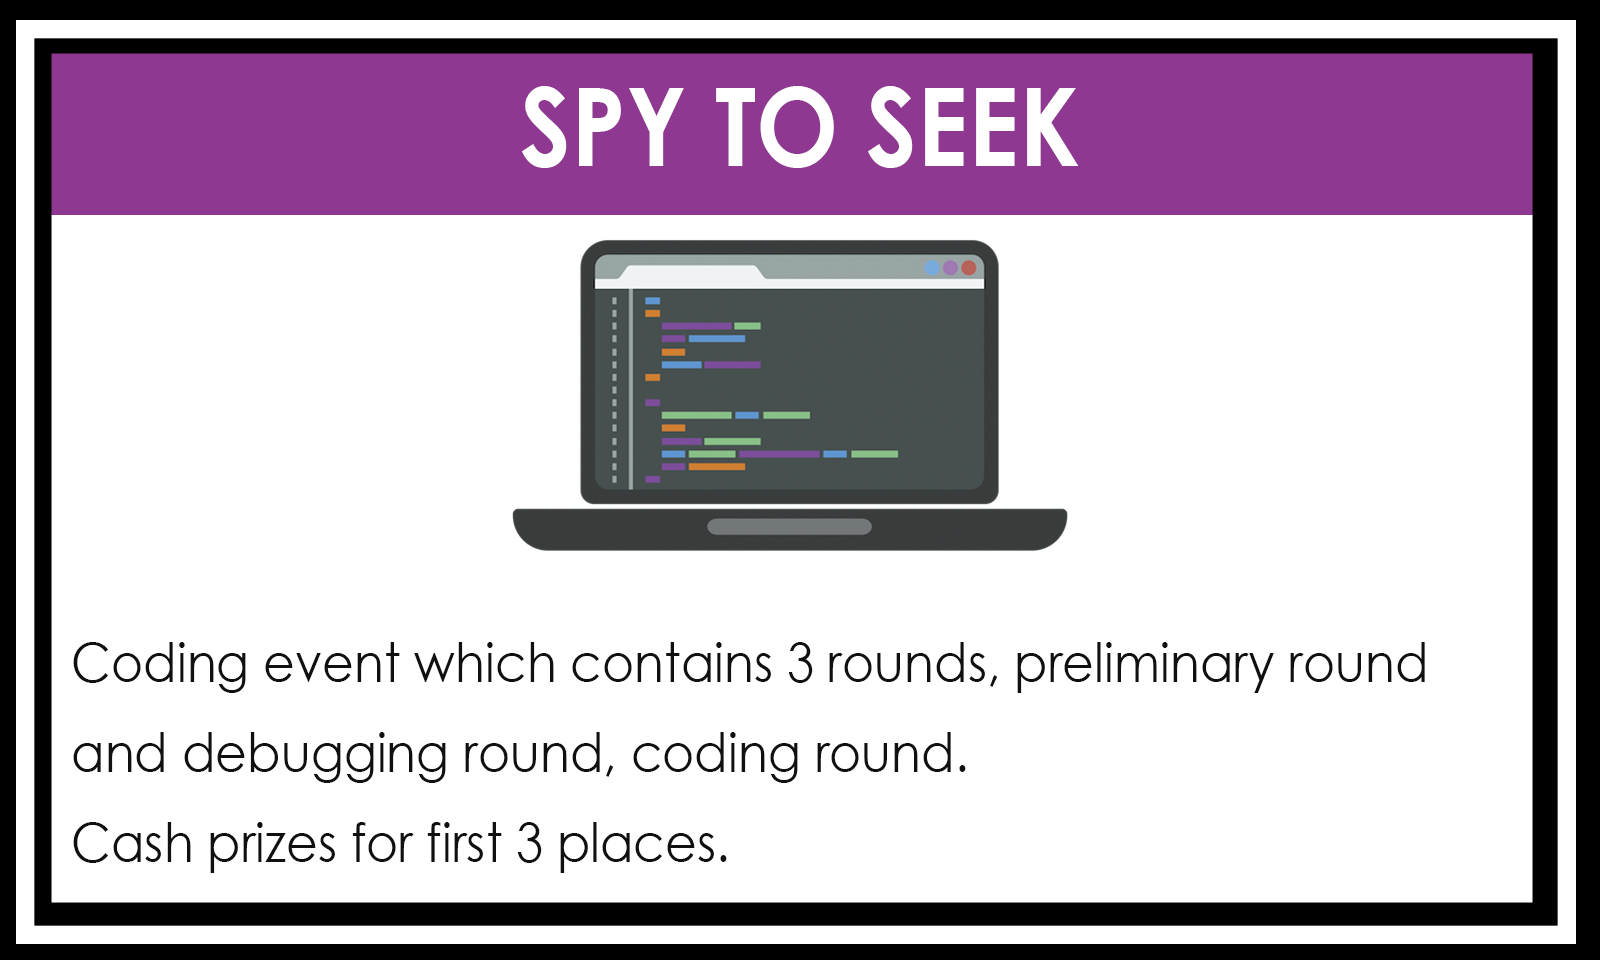 SPY TO SEEK
Coding event which contains 3 rounds, preliminary round
and debugging round, coding round.
Cash prizes for first 3 places.